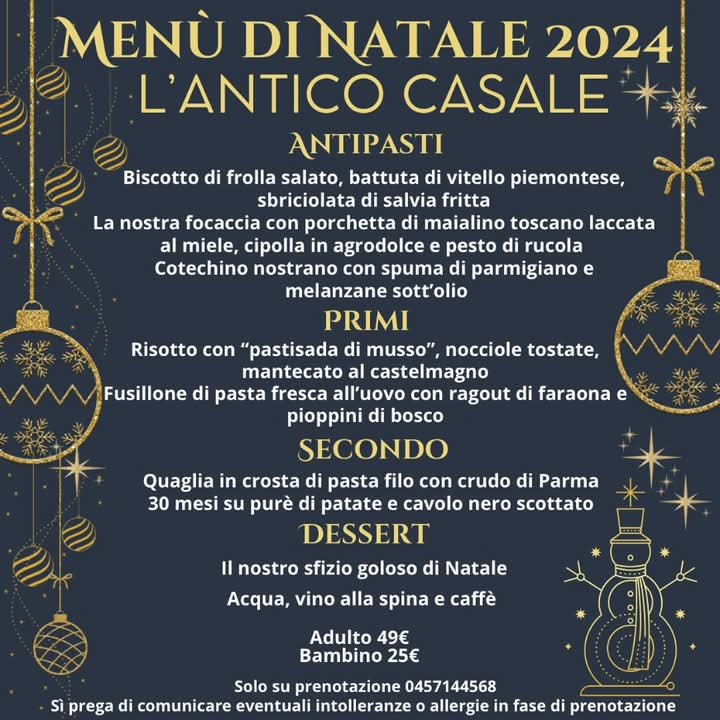 MENÙ DI NATALE 2024
L'ANTICO CASALE
ANTIPASTI
Biscotto di frolla salato, battuta di vitello piemontese,
sbriciolata di salvia fritta
La nostra focaccia con porchetta di maialino toscano laccata
al miele, cipolla in agrodolce e pesto di rucola
Cotechino nostrano con spuma di parmigiano e
melanzane sott'olio
PRIMI
Risotto con “pastisada di musso”, nocciole tostate,
mantecato al castelmagno
Fusillone di pasta fresca all'uovo con ragout di faraona e
pioppini di bosco
SECONDO
Quaglia in crosta di pasta filo con crudo di Parma
30 mesi su purè di patate e cavolo nero scottato
DESSERT
Il nostro sfizio goloso di Natale
Acqua, vino alla spina e caffè
Adulto 49€
Bambino 25€
Solo su prenotazione 0457144568
Sì prega di comunicare eventuali intolleranze o allergie in fase di prenotazione